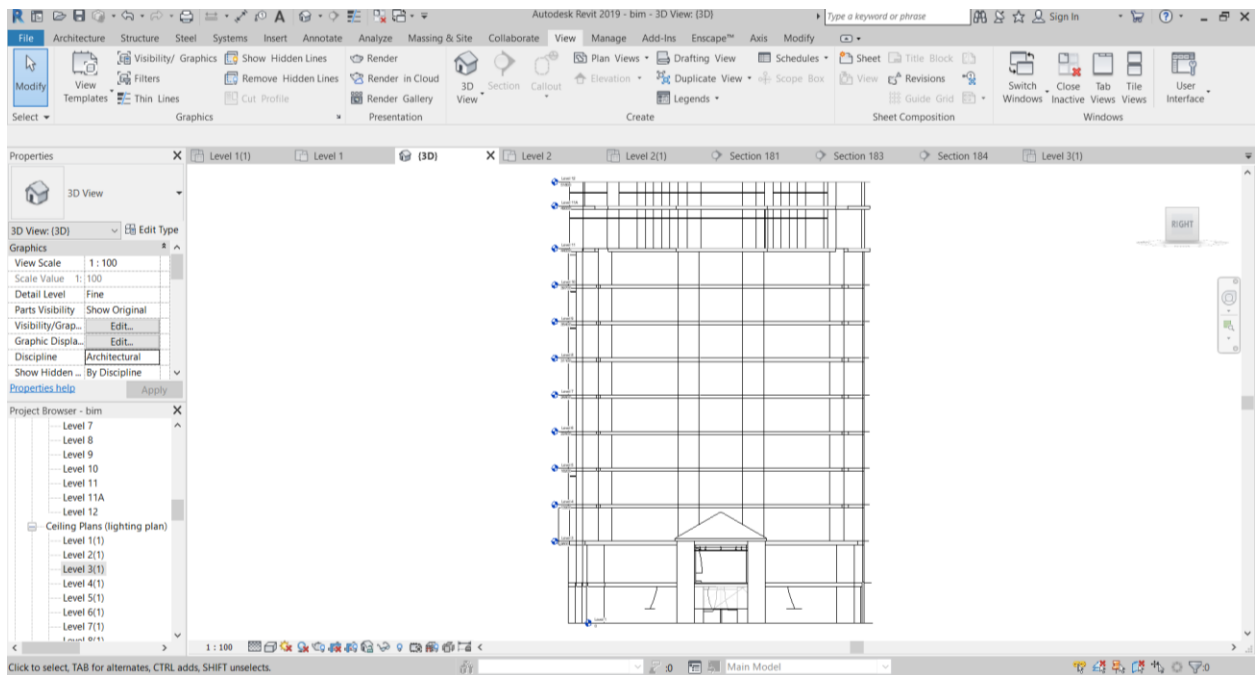 Autodesk Revit 2019 - bim - 3D View: {3D}
Type a keyword or phrase
Sign In
File Architecture Structure Steel Systems Insert Annotate Analyze Massing & Site Collaborate View Manage Add-Ins Enscape™ Axis Modify
Modify
View Templates
Visibility/ Graphics
Filters
Thin Lines
Show Hidden Lines
Remove Hidden Lines
Cut Profile
Render
Render in Cloud
Render Gallery
3D View
Section
Callout
Plan Views
Elevation
Drafting View
Duplicate View
Legends
Schedules
Scope Box
Sheet
View
Title Block
Revisions
Guide Grid
Switch Windows
Close Inactive
Tab Views
Tile Views
User Interface
Select Graphics Presentation Create Sheet Composition Windows
Properties
Level 1(1) Level 1 {3D} Level 2 Level 2(1) Section 181 Section 183 Section 184 Level 3(1)
3D View
3D View: {3D} Edit Type
Graphics
View Scale 1 : 100
Scale Value 1: 100
Detail Level Fine
Parts Visibility Show Original
Visibility/Grap... Edit...
Graphic Displa... Edit...
Discipline Architectural
Show Hidden ... By Discipline
Properties help Apply
Project Browser - bim
Level 7
Level 8
Level 9
Level 10
Level 11
Level 11A
Level 12
Ceiling Plans (lighting plan)
Level 1(1)
Level 2(1)
Level 3(1)
Level 4(1)
Level 5(1)
Level 6(1)
Level 7(1)
Level 8(1)
RIGHT
1 : 100
Click to select, TAB for alternates, CTRL adds, SHIFT unselects.
:0
Main Model
:0